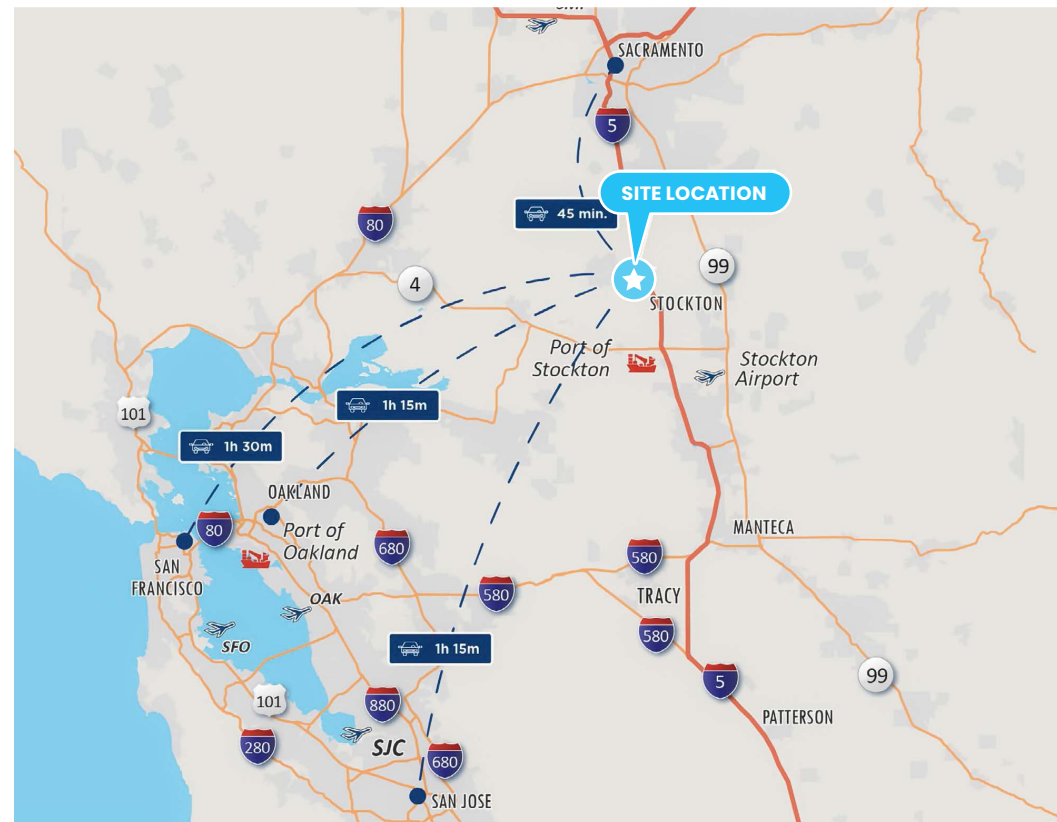 SMF
SACRAMENTO
5
SITE LOCATION
45 min.
80
99
4
STOCKTON
Port of
Stockton
Stockton
Airport
1h 15m
101
1h 30m
OAKLAND
80
Port of
Oakland
MANTECA
680
580
SAN
FRANCISCO
580
TRACY
OAK
580
SFO
1h 15m
99
5
101
880
PATTERSON
280
SJC
680
SAN JOSE